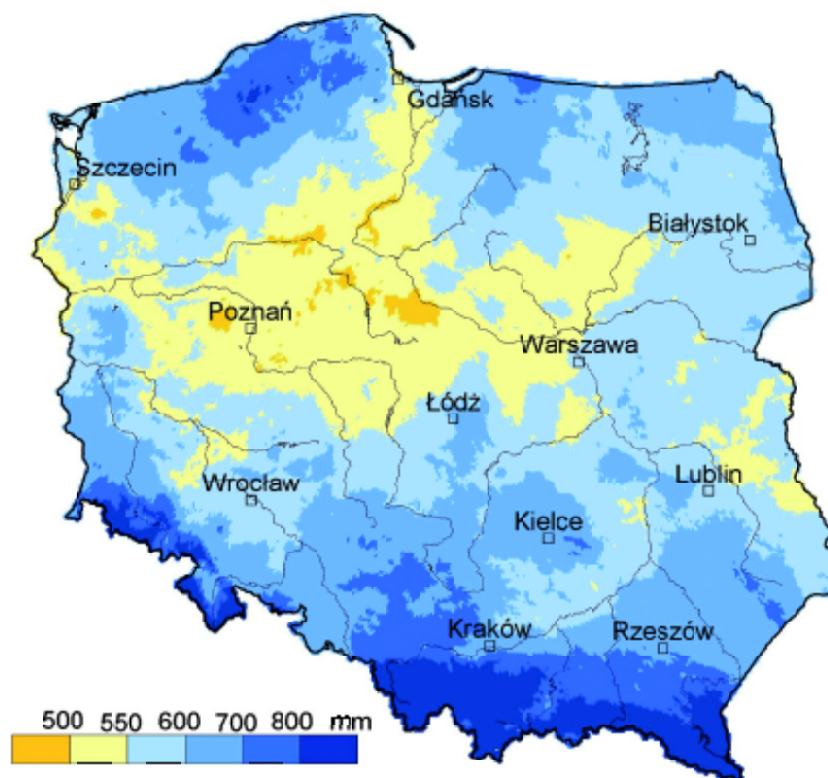 Gdańsk
Szczecin
Białystok
Poznań
Warszawa
Łódź
Wrocław
Lublin
Kielce
Kraków
Rzeszów
500 550 600 700 800 mm